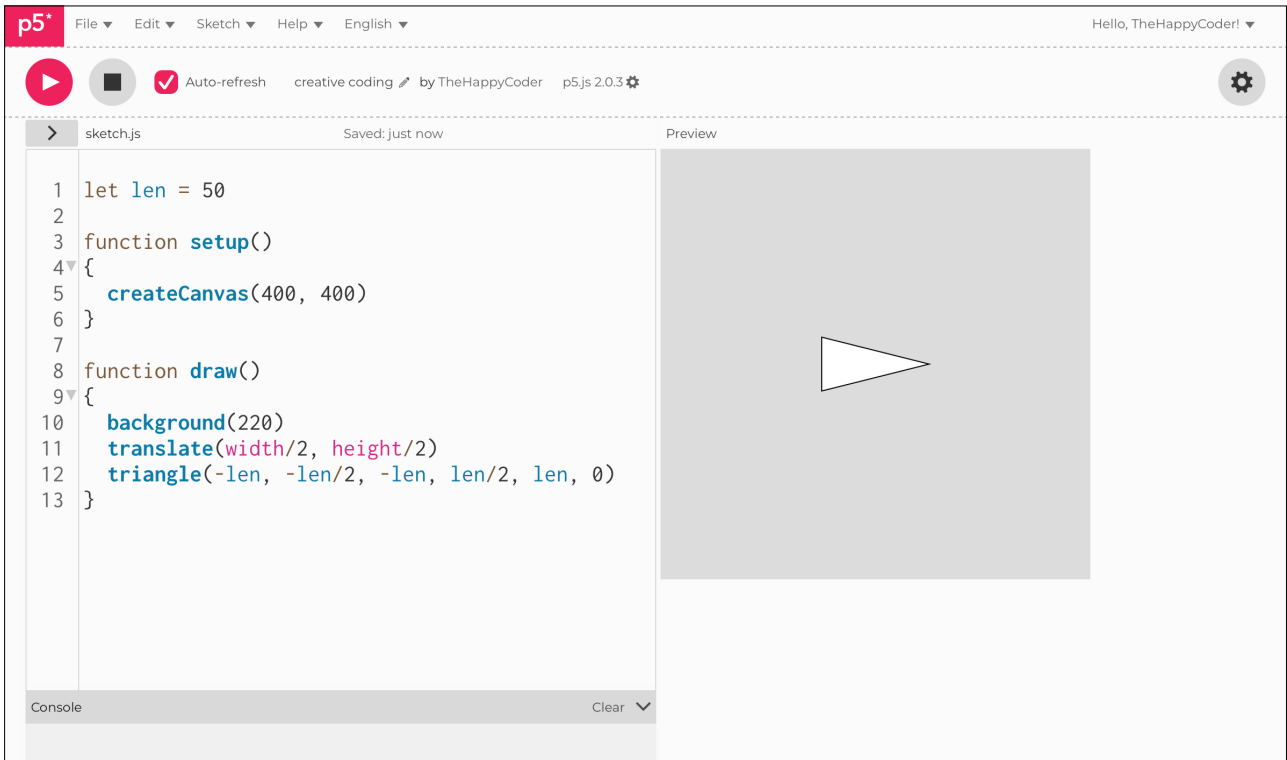 p5* File Edit Sketch Help English Hello, TheHappyCoder!
Auto-refresh creative coding by TheHappyCoder p5.js 2.0.3
sketch.js Saved: just now Preview
1 let len = 50
2
3 function setup()
4 {
5 createCanvas(400, 400)
6 }
7
8 function draw()
9 {
10 background(220)
11 translate(width/2, height/2)
12 triangle(-len, -len/2, -len, len/2, len, 0)
13 }
Console Clear